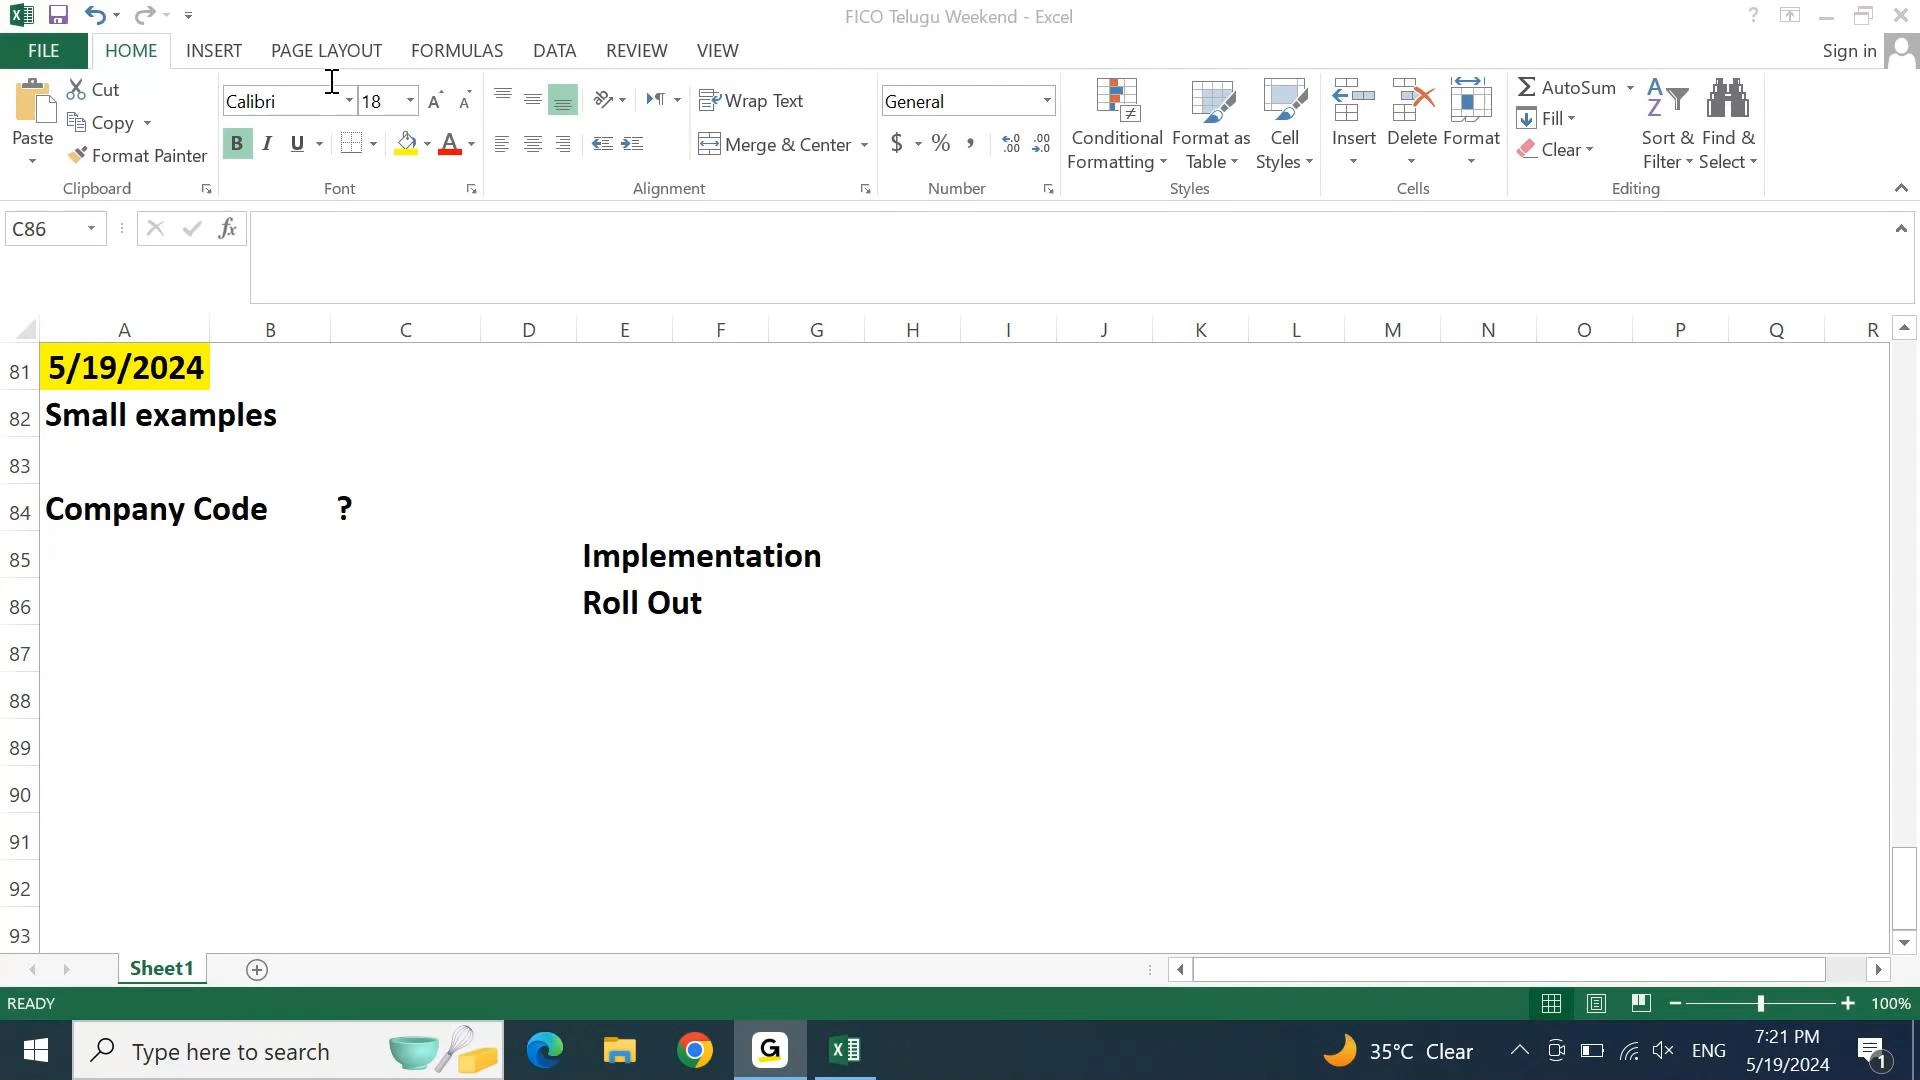 FICO Telugu Weekend - Excel
?
FILE HOME INSERT PAGE LAYOUT FORMULAS DATA REVIEW VIEW Sign in
Paste
Cut
Copy
Format Painter
Clipboard
Calibri 18
B I U
A
Font
Wrap Text
Merge & Center
Alignment
General
$ % ,
.00
Number
Conditional Formatting
Format as Table
Cell Styles
Styles
Insert Delete Format
Cells
AutoSum
Fill
Clear
Sort & Filter
Find & Select
Editing
C86 fx
A B C D E F G H I J K L M N O P Q R
81 5/19/2024
82 Small examples
83
84 Company Code ?
85 Implementation
86 Roll Out
87
88
89
90
91
92
93
Sheet1
READY 100%
Type here to search
35°C Clear
ENG
7:21 PM
5/19/2024
1